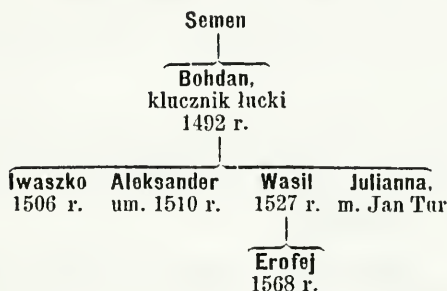 Semen
Bohdan,
klucznik łucki
1492 r.
Iwaszko Aleksander Wasil Julianna,
1506 r. um. 1510 r. 1527 r. m. Jan Tur
Erofej
1568 r.